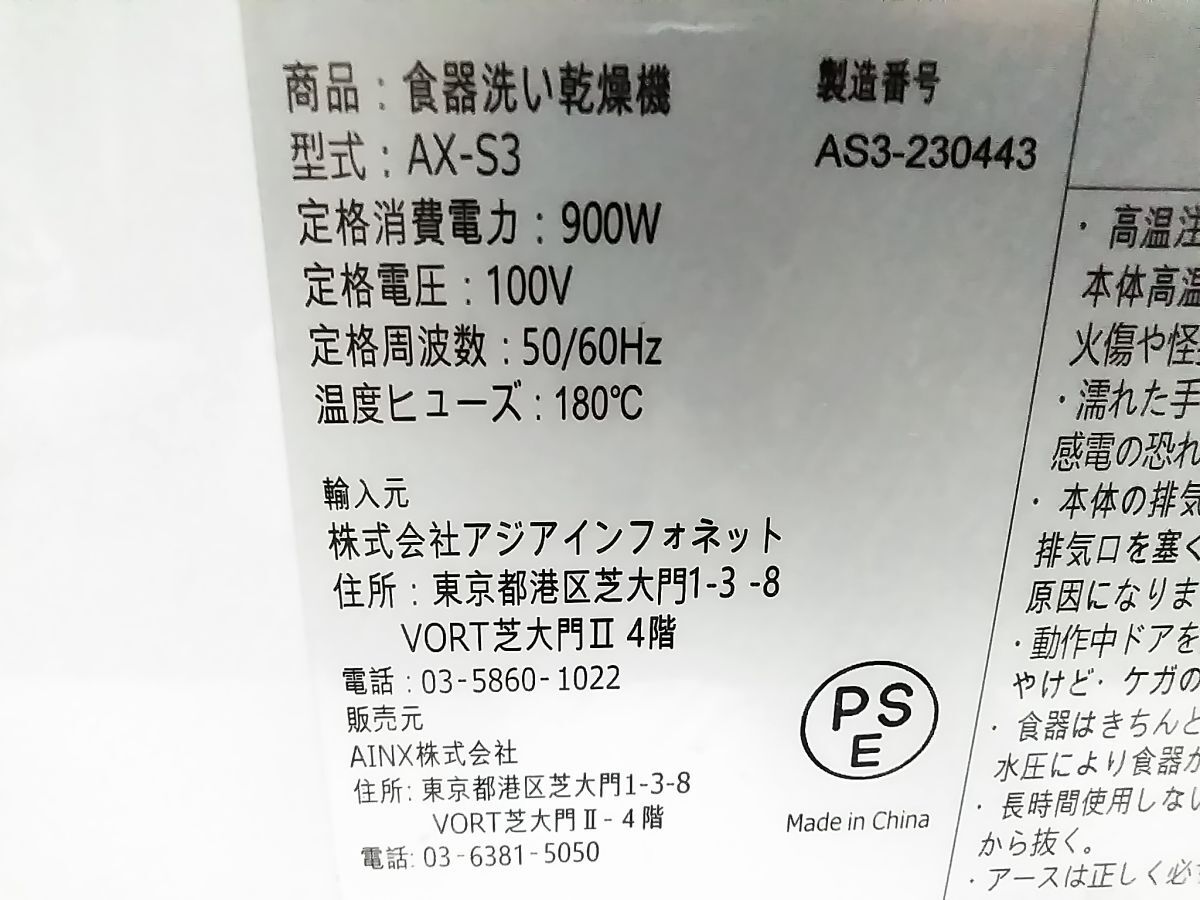 商品：食器洗い乾燥機
型式：AX-S3
定格消費電力：900W
定格電圧：100V
定格周波数：50/60Hz
温度ヒューズ：180℃
製造番号
AS3-230443
輸入元
株式会社アジアインフォネット
住所：東京都港区芝大門1-3 -8
VORT芝大門Ⅱ 4階
電話：03-5860-1022
販売元
AINX株式会社
住所: 東京都港区芝大門1-3-8
VORT芝大門Ⅱ- 4階
電話: 03-6381-5050
PSE
Made in China
・高温注
本体高温
火傷や怪
・濡れた手
感電の恐れ
・本体の排気
排気口を塞ぐ
原因になりま
・動作中ドアを
やけど・ケガの
・食器はきちんと
水圧により食器が
・長時間使用しない
から抜く。
・アースは正しく必